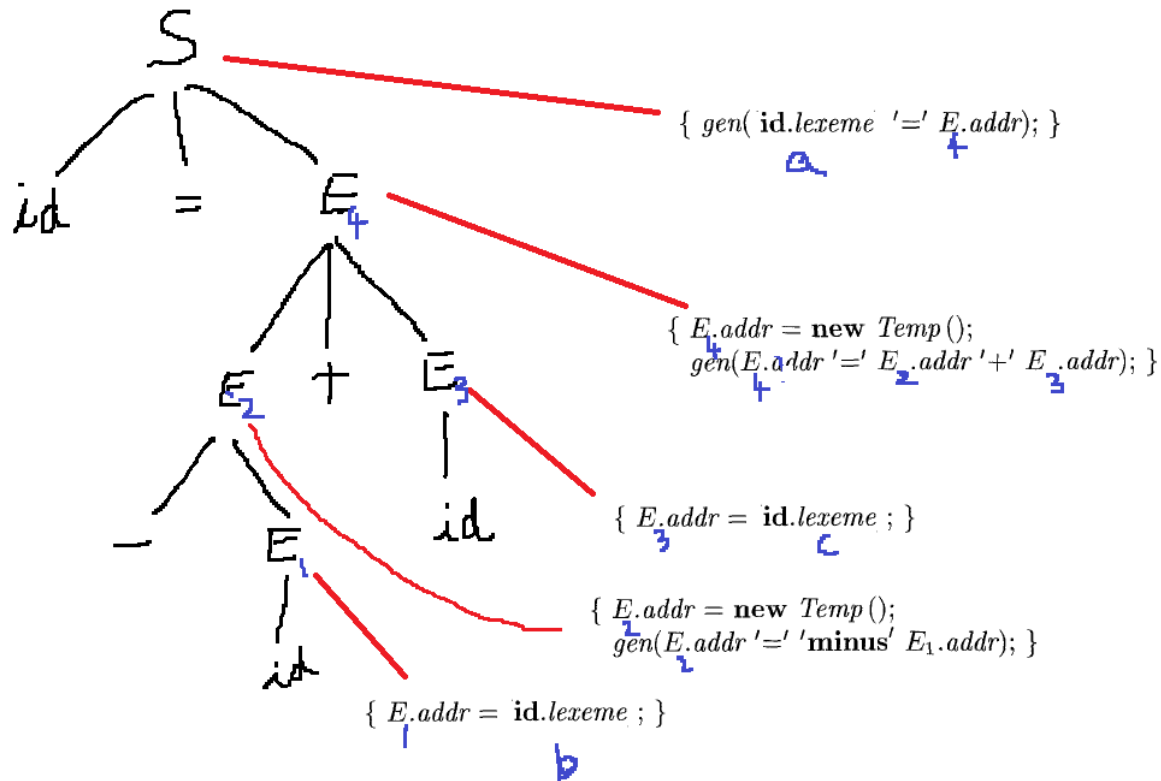 S
{ gen( id.lexeme '=' E.addr); }
a 4
id = E4
{ E.addr = new Temp();
4
gen(E.addr '=' E.addr '+' E.addr); }
4 2 3
E2 + E3
- E1 id
{ E.addr = id.lexeme ; }
3 c
{ E.addr = new Temp();
2
gen(E.addr '=' 'minus' E₁.addr); }
2
id
{ E.addr = id.lexeme ; }
1 b